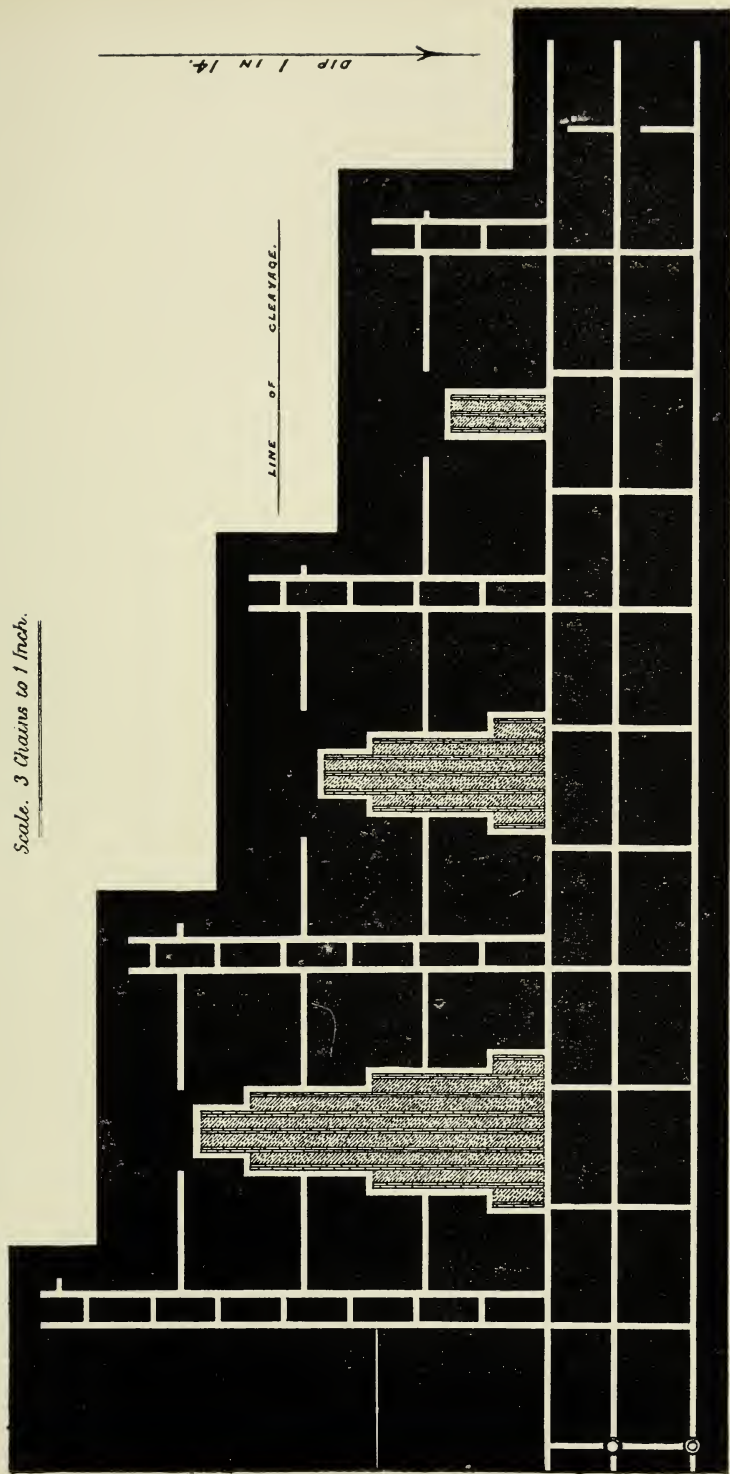 DIP 1 IN 14.
LINE OF CLEAVAGE.
Scale. 3 Chains to 1 Inch.